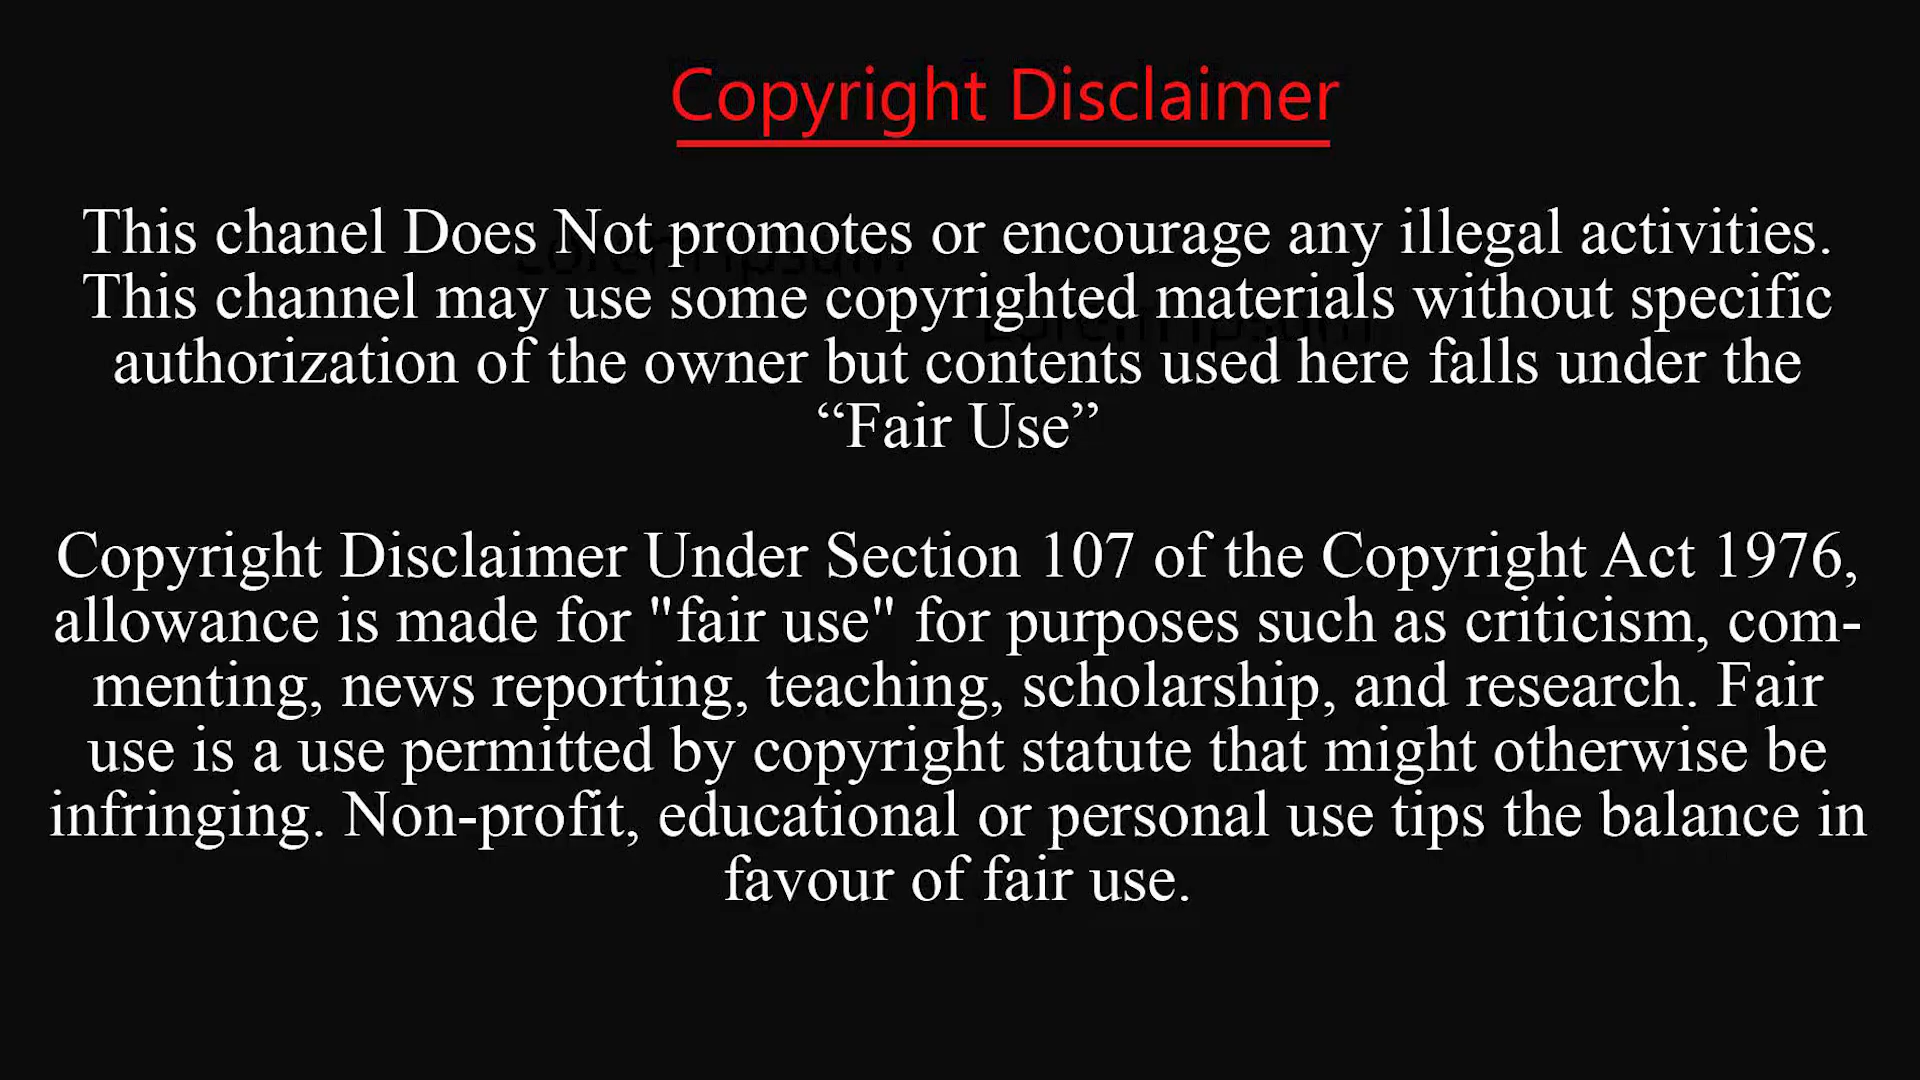 Copyright Disclaimer
This chanel Does Not promotes or encourage any illegal activities.
This channel may use some copyrighted materials without specific
authorization of the owner but contents used here falls under the
“Fair Use”
Copyright Disclaimer Under Section 107 of the Copyright Act 1976,
allowance is made for "fair use" for purposes such as criticism, com-
menting, news reporting, teaching, scholarship, and research. Fair
use is a use permitted by copyright statute that might otherwise be
infringing. Non-profit, educational or personal use tips the balance in
favour of fair use.